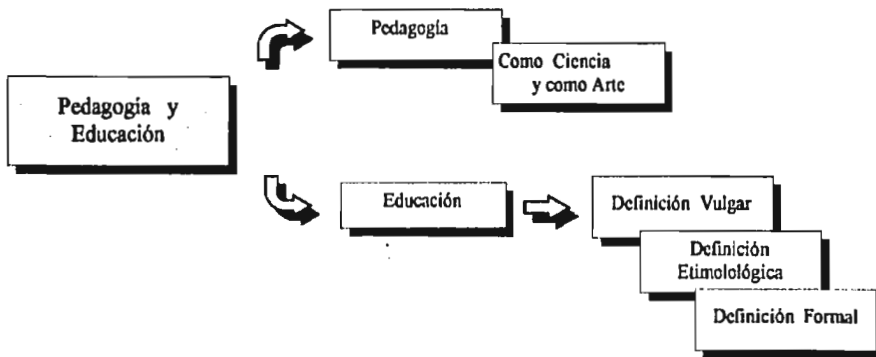 Pedagogía
Como Ciencia
y como Arte
Pedagogía y
Educación
Educación
Definición Vulgar
Definición
Etimolológica
Definición Formal